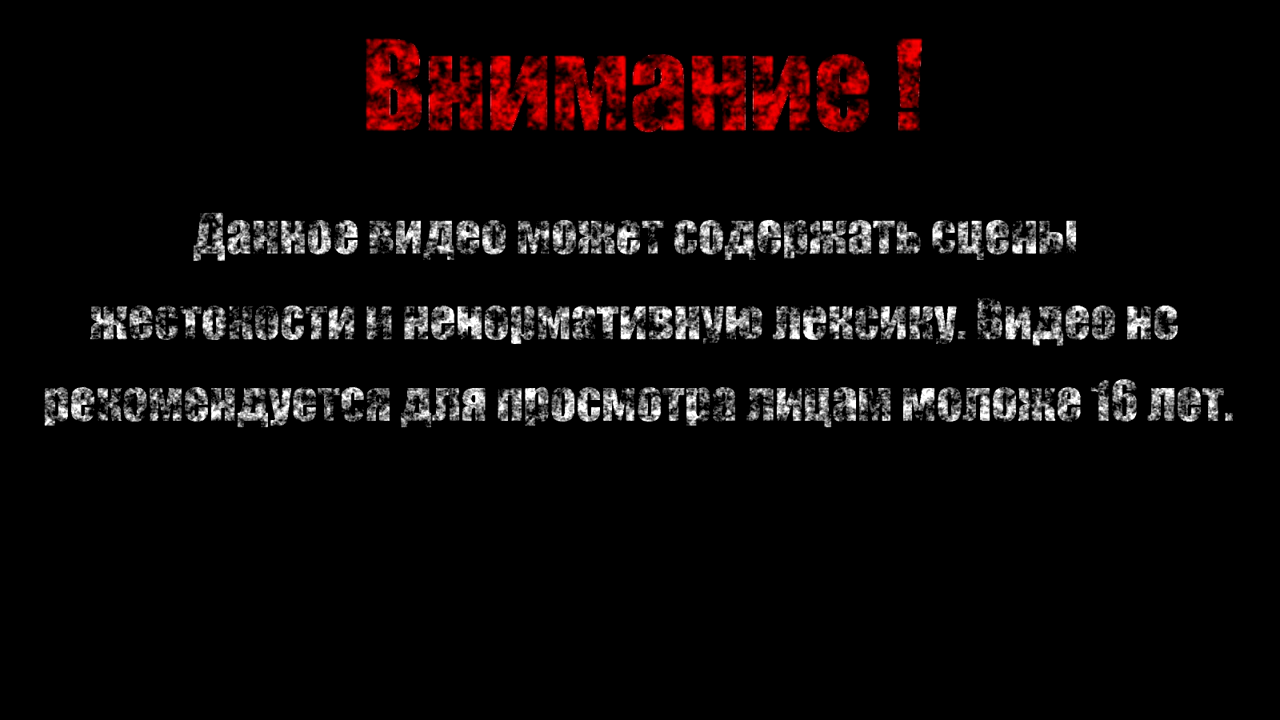 Внимание !
Данное видео может содержать сцены
жестокости и ненормативную лексику. Видео не
рекомендуется для просмотра лицам моложе 16 лет.